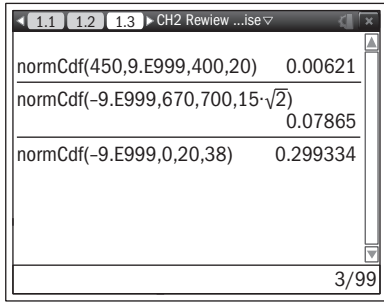 1.1 1.2 1.3 CH2 Rewiew ...ise
normCdf(450,9.E999,400,20) 0.00621
normCdf(–9.E999,670,700,15·√2)
0.07865
normCdf(–9.E999,0,20,38) 0.299334
3/99